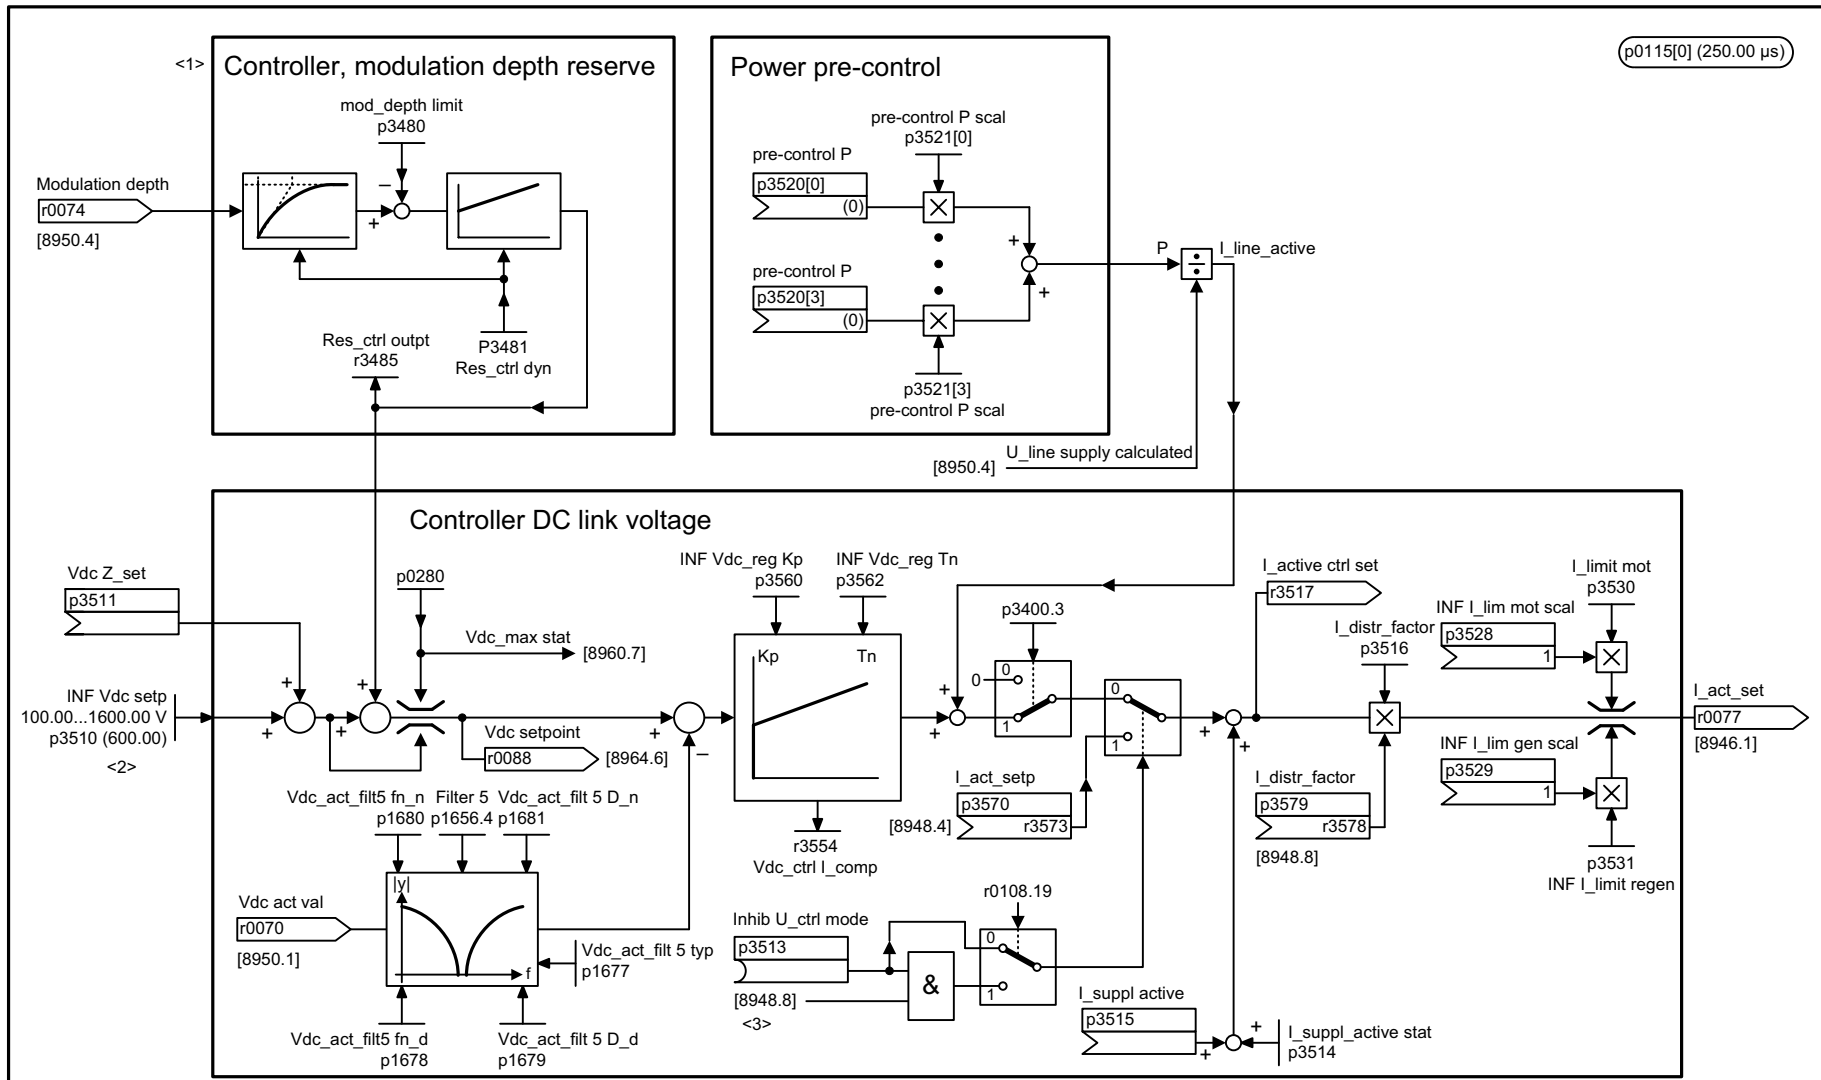 <1>
Controller, modulation depth reserve
Power pre-control
p0115[0] (250.00 µs)
mod_depth limit
p3480
pre-control P scal
p3521[0]
pre-control P
p3520[0]
(0)
Modulation depth
r0074
[8950.4]
–
+
+
+
pre-control P
p3520[3]
(0)
P
÷
I_line_active
Res_ctrl outpt
r3485
P3481
Res_ctrl dyn
p3521[3]
pre-control P scal
U_line supply calculated
[8950.4]
Controller DC link voltage
Vdc Z_set
p3511
p0280
Vdc_max stat
[8960.7]
INF Vdc_reg Kp
p3560
INF Vdc_reg Tn
p3562
Kp
Tn
p3400.3
0
0
1
I_active ctrl set
r3517
I_limit mot
p3530
INF I_lim mot scal
p3528
1
I_distr_factor
p3516
INF Vdc setp
100.00...1600.00 V
p3510 (600.00)
<2>
+
+
+
+
+
–
+
+
0
1
+
+
I_act_set
r0077
[8946.1]
Vdc setpoint
r0088
[8964.6]
INF I_lim gen scal
p3529
1
I_act_setp
p3570
r3573
[8948.4]
I_distr_factor
p3579
r3578
[8948.8]
p3531
INF I_limit regen
r3554
Vdc_ctrl I_comp
Vdc_act_filt5 fn_n
p1680
Filter 5
p1656.4
Vdc_act_filt 5 D_n
p1681
|y|
f
Vdc act val
r0070
[8950.1]
Vdc_act_filt 5 typ
p1677
Vdc_act_filt5 fn_d
p1678
Vdc_act_filt 5 D_d
p1679
Inhib U_ctrl mode
p3513
[8948.8]
<3>
&
r0108.19
0
1
I_suppl active
p3515
+
+
I_suppl_active stat
p3514